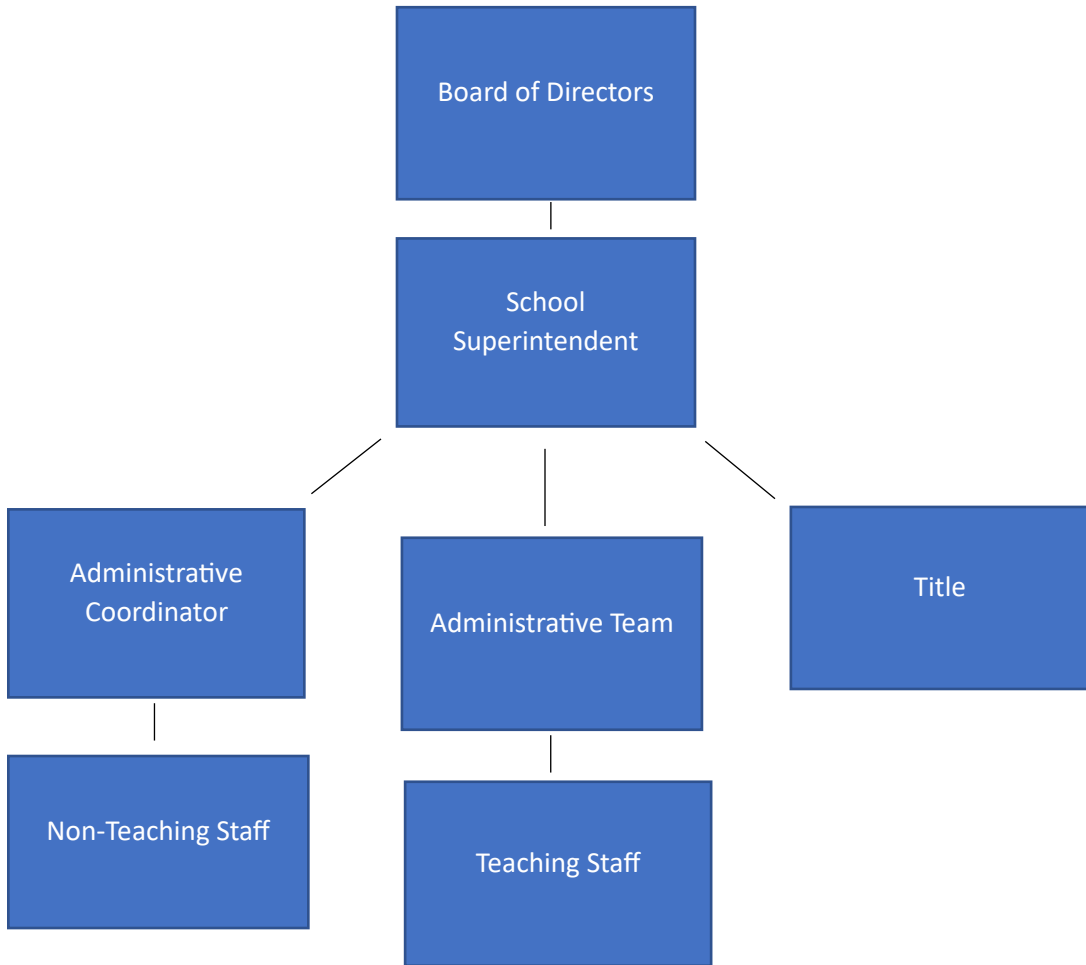 Board of Directors
School
Superintendent
Administrative
Coordinator
Administrative Team
Title
Non-Teaching Staff
Teaching Staff